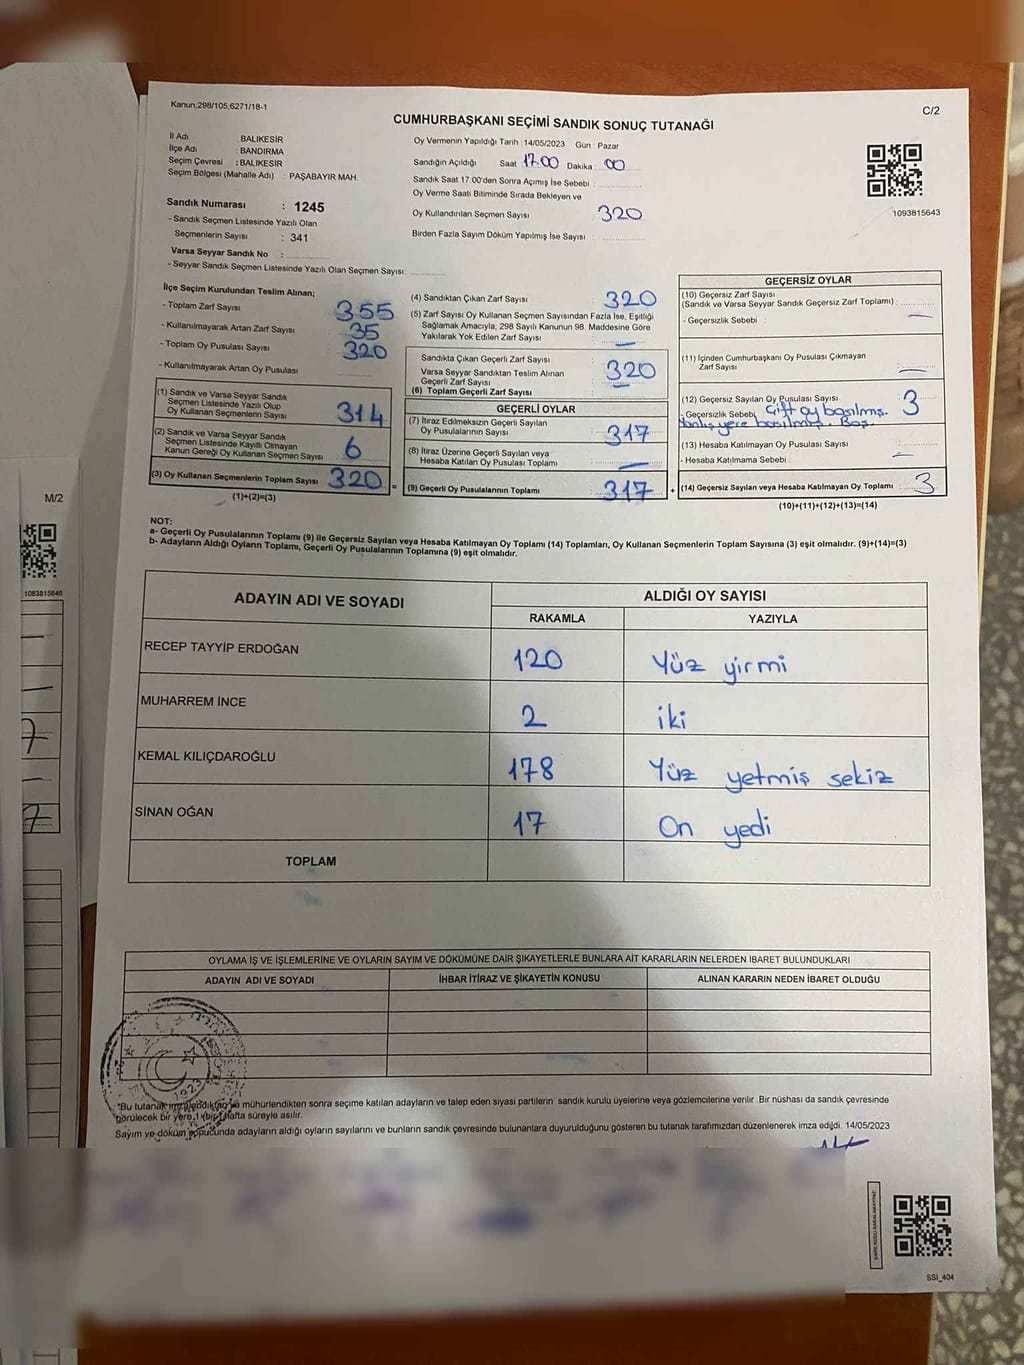 Kanun;298/105;6271/18-1
C/2
CUMHURBAŞKANI SEÇİMİ SANDIK SONUÇ TUTANAĞI
İl Adı BALIKESİR
İlçe Adı : BANDIRMA
Seçim Çevresi : BALIKESİR
Seçim Bölgesi (Mahalle Adı) : PAŞABAYIR MAH.
Sandık Numarası : 1245
- Sandık Seçmen Listesinde Yazılı Olan
Seçmenlerin Sayısı : 341
Varsa Seyyar Sandık No :
- Seyyar Sandık Seçmen Listesinde Yazılı Olan Seçmen Sayısı:
Oy Vermenin Yapıldığı Tarih :14/05/2023 Gün : Pazar
Sandığın Açıldığı Saat 17.00 Dakika 00
Sandık Saat 17:00'den Sonra Açımış İse Sebebi :
Oy Verme Saati Bitiminde Sırada Bekleyen ve
Oy Kullandırılan Seçmen Sayısı : 320
Birden Fazla Sayım Döküm Yapılmış İse Sayısı :
1093815643
İlçe Seçim Kurulundan Teslim Alınan;
- Toplam Zarf Sayısı : 355
- Kullanılmayarak Artan Zarf Sayısı : 35
- Toplam Oy Pusulası Sayısı : 320
- Kullanılmayarak Artan Oy Pusulası
(1) Sandık ve Varsa Seyyar Sandık
Seçmen Listesinde Yazılı Olup
Oy Kullanan Seçmenlerin Sayısı : 314
(2) Sandık ve Varsa Seyyar Sandık
Seçmen Listesinde Kayıtlı Olmayan
Kanun Gereği Oy Kullanan Seçmen Sayısı : 6
(3) Oy Kullanan Seçmenlerin Toplam Sayısı : 320
(1)+(2)=(3)
(4) Sandıktan Çıkan Zarf Sayısı : 320
(5) Zarf Sayısı Oy Kullanan Seçmen Sayısından Fazla İse, Eşitliği
Sağlamak Amacıyla; 298 Sayılı Kanunun 98. Maddesine Göre
Yakılarak Yok Edilen Zarf Sayısı : —
Sandıkta Çıkan Geçerli Zarf Sayısı : 320
Varsa Seyyar Sandıktan Teslim Alınan
Geçerli Zarf Sayısı : —
(6) Toplam Geçerli Zarf Sayısı
GEÇERLİ OYLAR
(7) İtiraz Edilmeksizin Geçerli Sayılan
Oy Pusulalarının Sayısı : 317
(8) İtiraz Üzerine Geçerli Sayılan veya
Hesaba Katılan Oy Pusulası Toplamı : —
= (9) Geçerli Oy Pusulalarının Toplamı : 317 +
GEÇERSİZ OYLAR
(10) Geçersiz Zarf Sayısı
(Sandık ve Varsa Seyyar Sandık Geçersiz Zarf Toplamı) :
- Geçersizlik Sebebi : —
(11) İçinden Cumhurbaşkanı Oy Pusulası Çıkmayan
Zarf Sayısı : —
(12) Geçersiz Sayılan Oy Pusulası Sayısı : 3
- Geçersizlik Sebebi Çift oy basılmış.
Yanlış yere basılmış. Boş.
(13) Hesaba Katılmayan Oy Pusulası Sayısı :
- Hesaba Katılmama Sebebi : —
(14) Geçersiz Sayılan veya Hesaba Katılmayan Oy Toplamı : 3
(10)+(11)+(12)+(13)=(14)
NOT:
a- Geçerli Oy Pusulalarının Toplamı (9) ile Geçersiz Sayılan veya Hesaba Katılmayan Oy Toplamı (14) Toplamları, Oy Kullanan Seçmenlerin Toplam Sayısına (3) eşit olmalıdır. (9)+(14)=(3)
b- Adayların Aldığı Oyların Toplamı, Geçerli Oy Pusulalarının Toplamına (9) eşit olmalıdır.
ADAYIN ADI VE SOYADI ALDIĞI OY SAYISI
RAKAMLA YAZIYLA
RECEP TAYYİP ERDOĞAN 120 Yüz yirmi
MUHARREM İNCE 2 iki
KEMAL KILIÇDAROĞLU 178 Yüz yetmiş sekiz
SİNAN OĞAN 17 On yedi
TOPLAM
OYLAMA İŞ VE İŞLEMLERİNE VE OYLARIN SAYIM VE DÖKÜMÜNE DAİR ŞİKAYETLERLE BUNLARA AİT KARARLARIN NELERDEN İBARET BULUNDUKLARI
ADAYIN ADI VE SOYADI İHBAR İTİRAZ VE ŞİKAYETİN KONUSU ALINAN KARARIN NEDEN İBARET OLDUĞU
1923
*Bu tutanak mühürlendikten sonra seçime katılan adayların ve talep eden siyasi partilerin sandık kurulu üyelerine veya gözlemcilerine verilir. Bir nüshası da sandık çevresinde
görülecek bir yere 1 (bir) hafta süreyle asılır.
Sayım ve döküm sonucunda adayların aldığı oyların sayılarını ve bunların sandık çevresinde bulunanlara duyurulduğunu gösteren bu tutanak tarafımızdan düzenlenerek imza edildi. 14/05/2023
SSI_404
M/2
1083815646
7
7